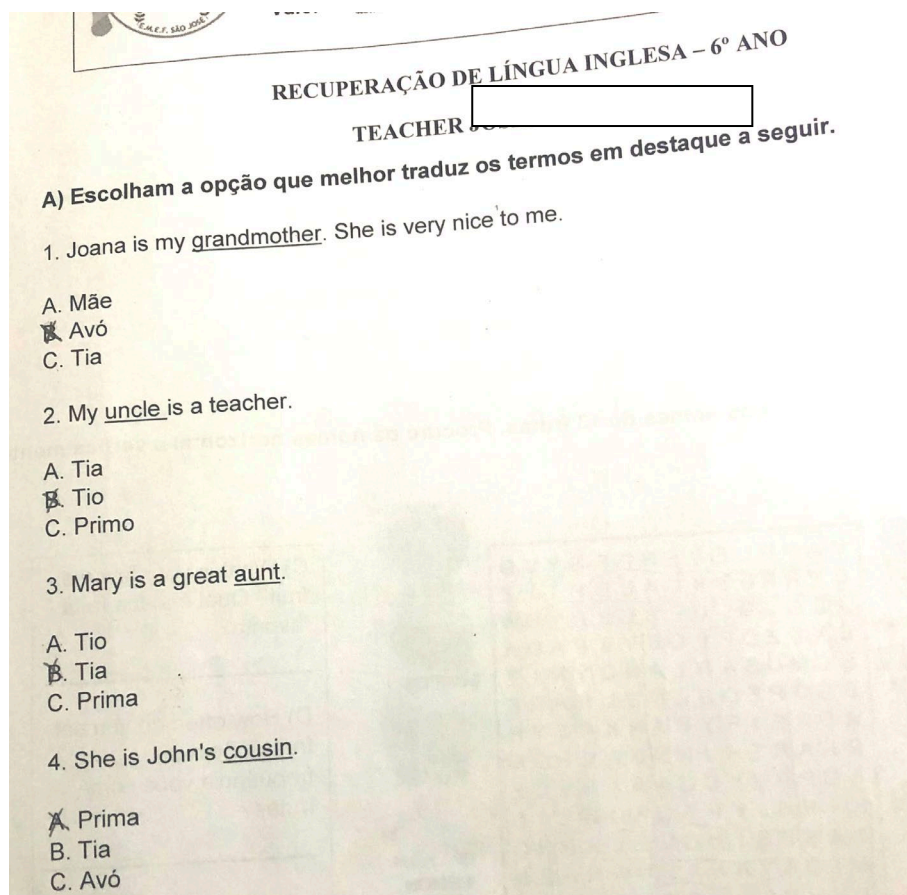 E.M.E.F. SÃO JOSÉ
RECUPERAÇÃO DE LÍNGUA INGLESA – 6º ANO
TEACHER
A) Escolham a opção que melhor traduz os termos em destaque a seguir.
1. Joana is my grandmother. She is very nice to me.
A. Mãe
B. Avó
C. Tia
2. My uncle is a teacher.
A. Tia
B. Tio
C. Primo
3. Mary is a great aunt.
A. Tio
B. Tia
C. Prima
4. She is John's cousin.
A. Prima
B. Tia
C. Avó